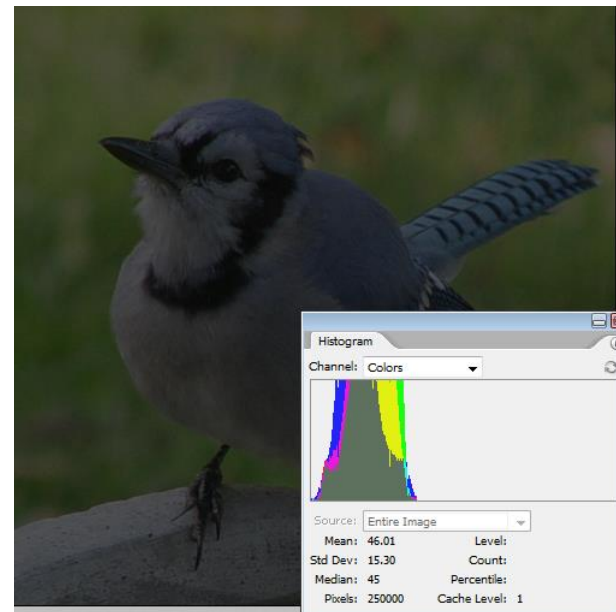 Histogram
Channel: Colors
Source: Entire Image
Mean: 46.01 Level:
Std Dev: 15.30 Count:
Median: 45 Percentile:
Pixels: 250000 Cache Level: 1